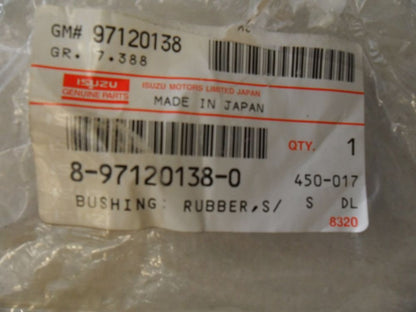 GM# 97120138
GR. 7.388
ISUZU
GENUINE PARTS
ISUZU MOTORS LIMITED JAPAN
MADE IN JAPAN
QTY. 1
8-97120138-0 450-017
BUSHING: RUBBER,S/ S DL
8320